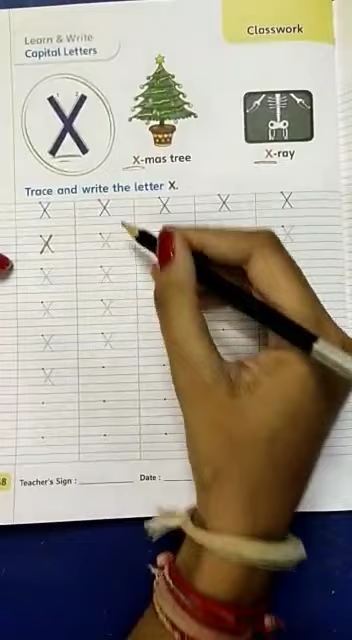 Learn & Write
Capital Letters
Classwork
X
X-mas tree
X-ray
Trace and write the letter X.
X X X X X
X X X
X X
X X
X X
X
Teacher's Sign : Date :